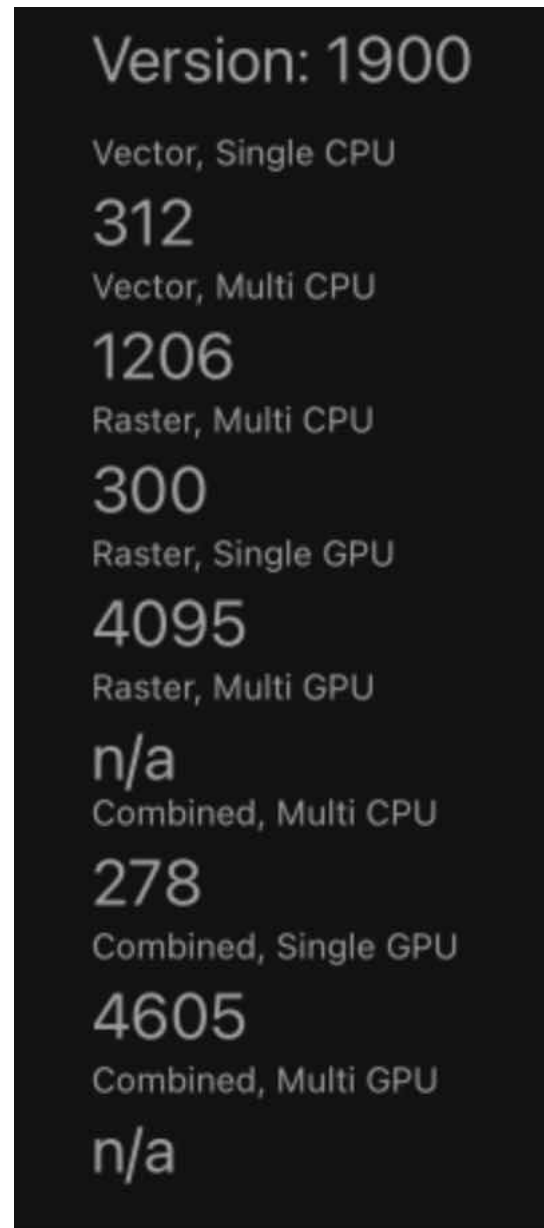 Version: 1900
Vector, Single CPU
312
Vector, Multi CPU
1206
Raster, Multi CPU
300
Raster, Single GPU
4095
Raster, Multi GPU
n/a
Combined, Multi CPU
278
Combined, Single GPU
4605
Combined, Multi GPU
n/a